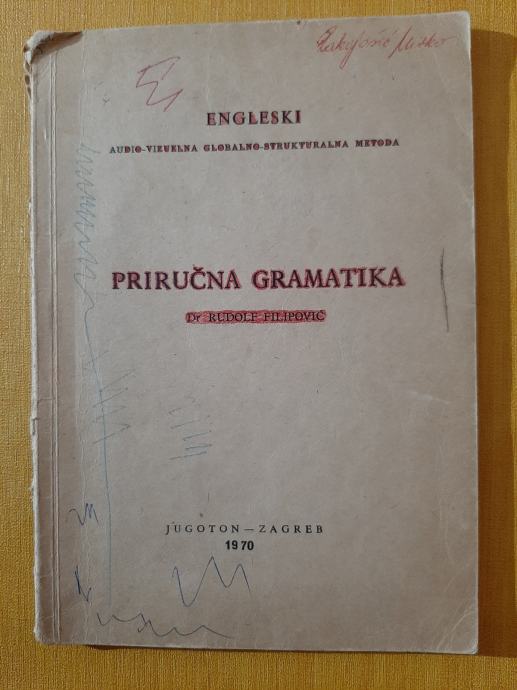 ENGLESKI
AUDIO-VIZUELNA GLOBALNO-STRUKTURALNA METODA
PRIRUČNA GRAMATIKA
Dr RUDOLF FILIPOVIĆ
JUGOTON — ZAGREB
1970